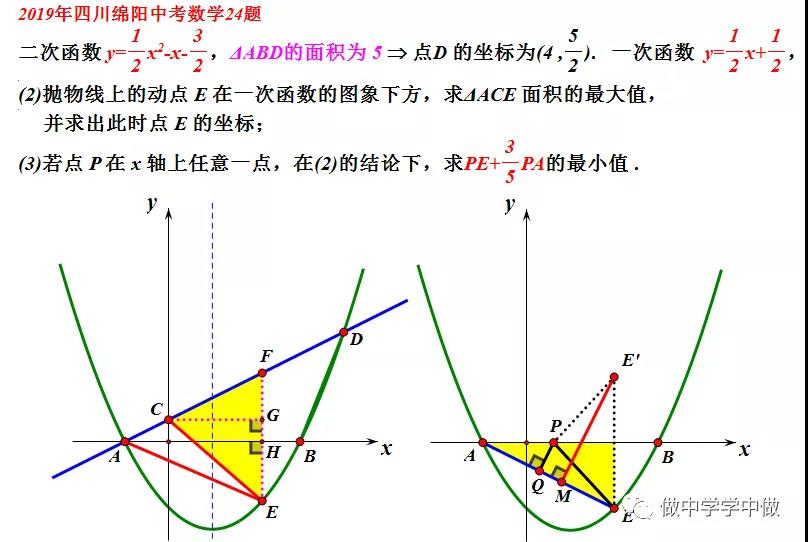 2019年四川绵阳中考数学24题
二次函数 y=1/2x²-x-3/2，ΔABD的面积为 5 ⇒ 点D 的坐标为(4 , 5/2). 一次函数 y=1/2x+1/2，
(2)抛物线上的动点 E 在一次函数的图象下方，求ΔACE 面积的最大值，
并求出此时点 E 的坐标；
(3)若点 P 在 x 轴上任意一点，在(2)的结论下，求PE+3/5PA的最小值 .
y
F
D
C
G
A
H
B
x
E
y
E'
P
A
B
x
Q
M
E
做中学学中做